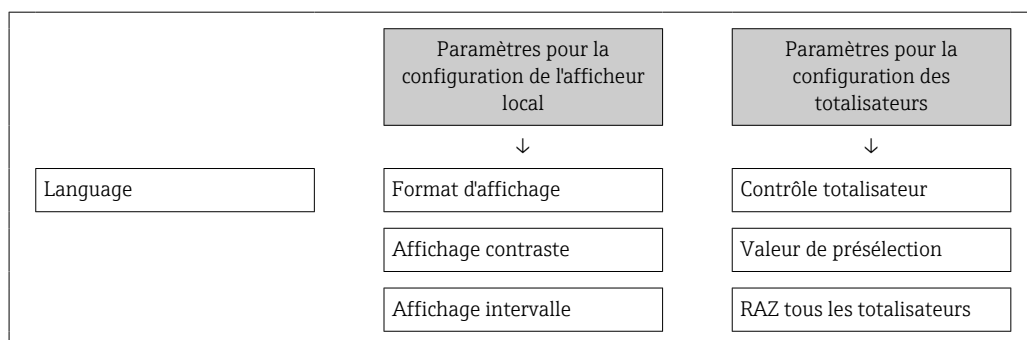 Paramètres pour la
configuration de l'afficheur
local
Paramètres pour la
configuration des
totalisateurs
↓
↓
Language
Format d'affichage
Contrôle totalisateur
Affichage contraste
Valeur de présélection
Affichage intervalle
RAZ tous les totalisateurs